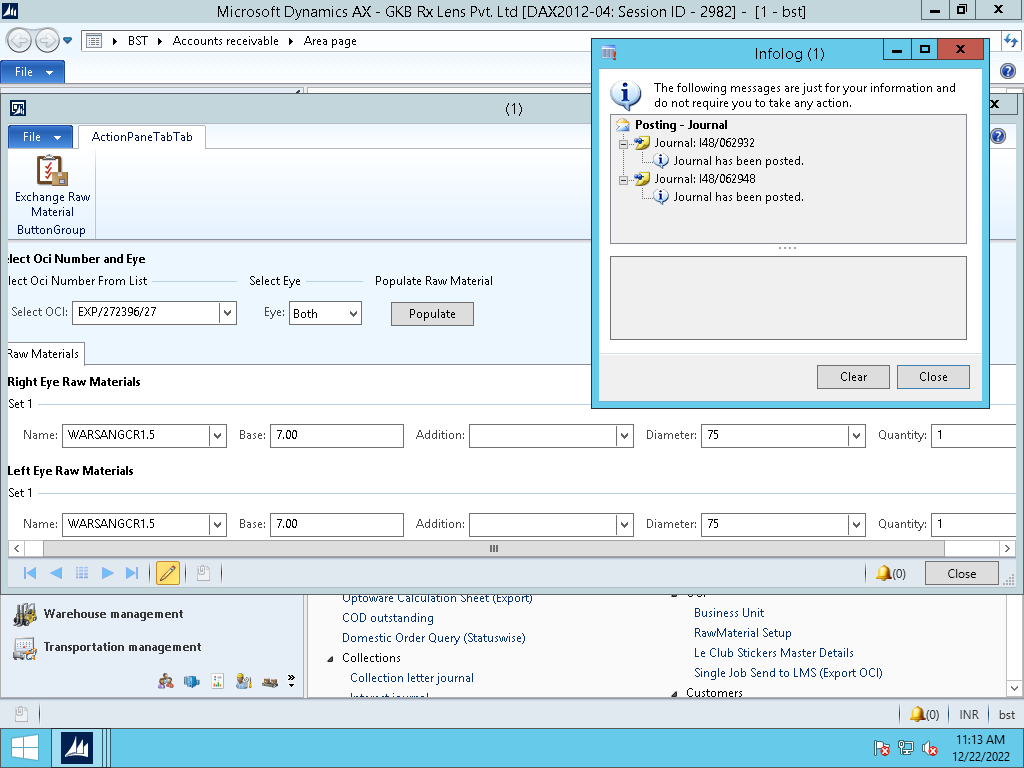 Microsoft Dynamics AX - GKB Rx Lens Pvt. Ltd [DAX2012-04: Session ID - 2982] - [1 - bst]
BST
Accounts receivable
Area page
File
Infolog (1)
The following messages are just for your information and
do not require you to take any action.
Posting - Journal
Journal: I48/062932
Journal has been posted.
Journal: I48/062948
Journal has been posted.
Clear
Close
(1)
File
ActionPaneTabTab
Exchange Raw
Material
ButtonGroup
lect Oci Number and Eye
lect Oci Number From List
Select Eye
Populate Raw Material
Select OCI: EXP/272396/27
Eye: Both
Populate
Raw Materials
Right Eye Raw Materials
Set 1
Name: WARSANGCR1.5 Base: 7.00 Addition: Diameter: 75 Quantity: 1
Left Eye Raw Materials
Set 1
Name: WARSANGCR1.5 Base: 7.00 Addition: Diameter: 75 Quantity: 1
(0)
Close
Warehouse management
Transportation management
Optoware Calculation Sheet (Export)
COD outstanding
Domestic Order Query (Statuswise)
Collections
Collection letter journal
Interest journal
Business Unit
RawMaterial Setup
Le Club Stickers Master Details
Single Job Send to LMS (Export OCI)
Customers
(0)
INR
bst
11:13 AM
12/22/2022